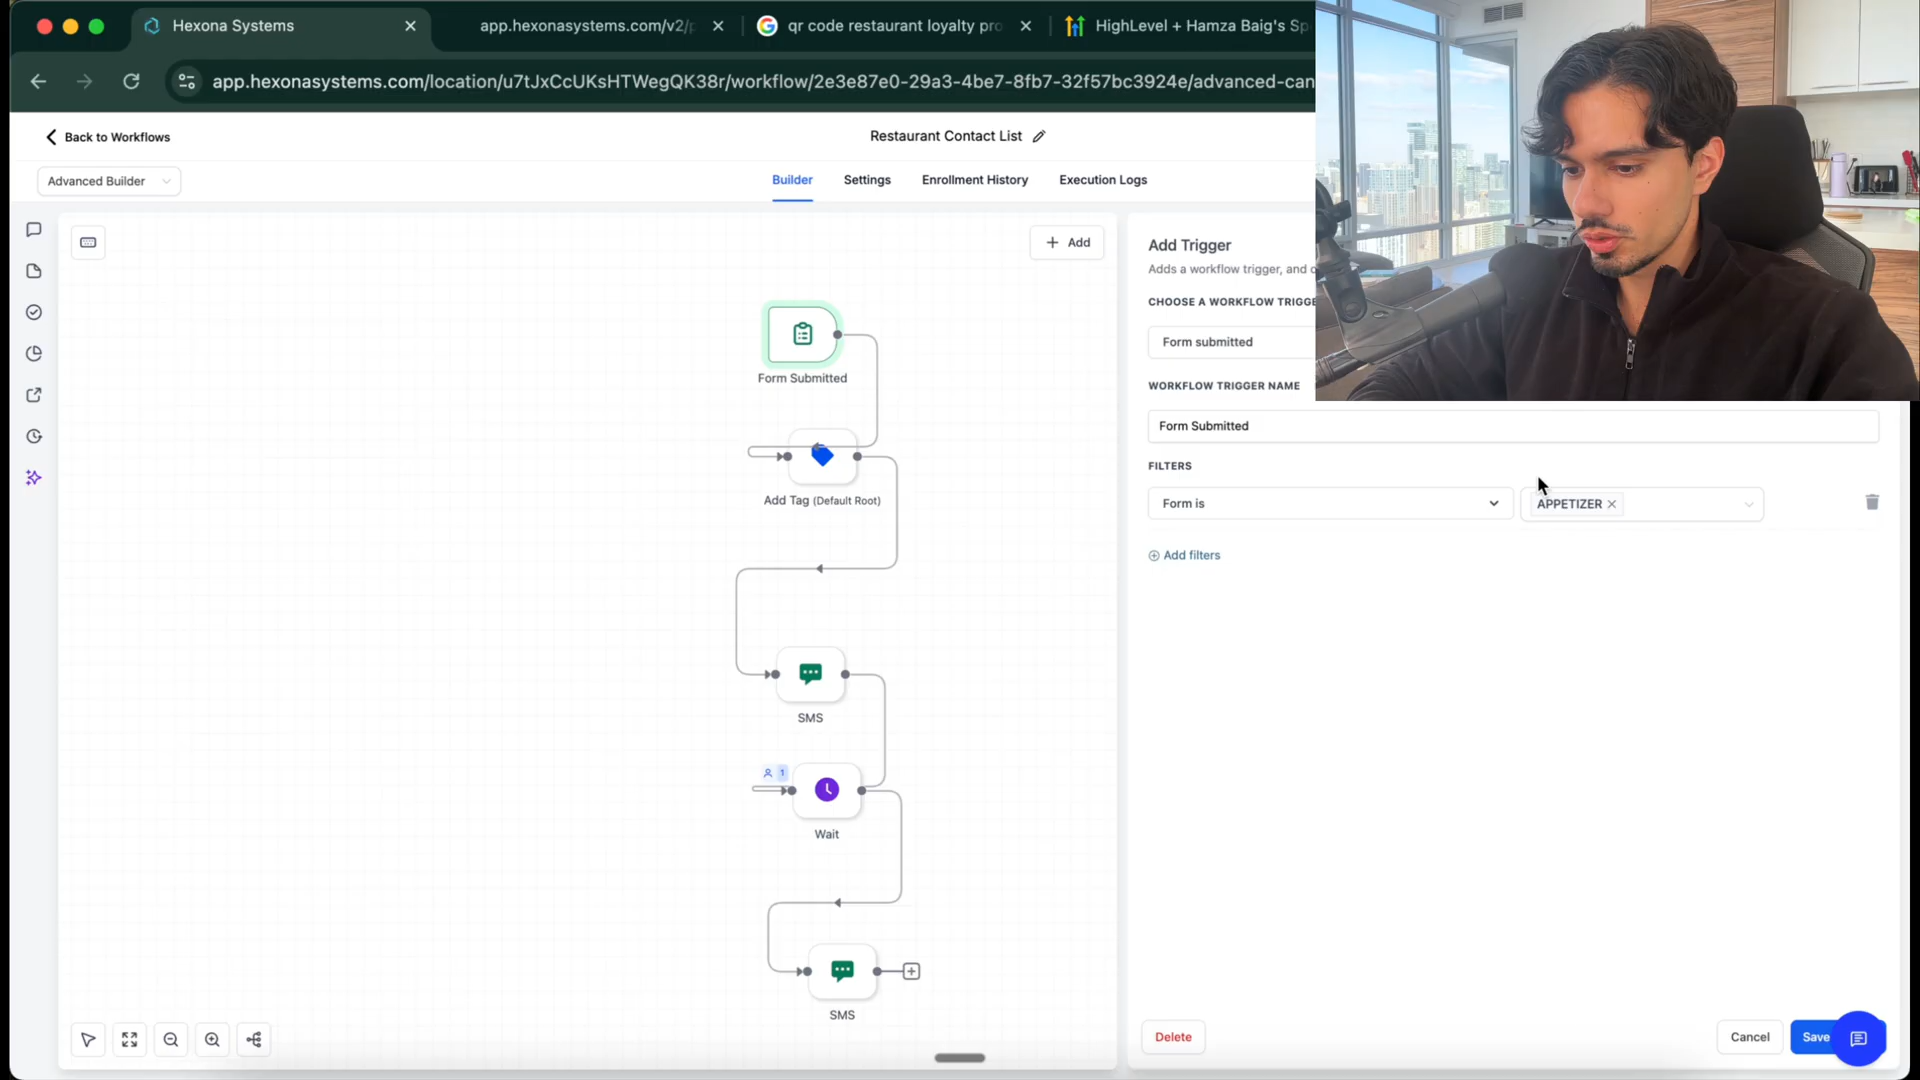 Hexona Systems
app.hexonasystems.com/v2/p
qr code restaurant loyalty pro
HighLevel + Hamza Baig's Sp
app.hexonasystems.com/location/u7tJxCcUKsHTWegQK38r/workflow/2e3e87e0-29a3-4be7-8fb7-32f57bc3924e/advanced-can
Back to Workflows
Restaurant Contact List
Advanced Builder
Builder
Settings
Enrollment History
Execution Logs
Add
Add Trigger
Adds a workflow trigger, and o
CHOOSE A WORKFLOW TRIGGE
Form submitted
WORKFLOW TRIGGER NAME
Form Submitted
FILTERS
Form is
APPETIZER
Add filters
Form Submitted
Add Tag (Default Root)
SMS
1
Wait
SMS
Delete
Cancel
Save